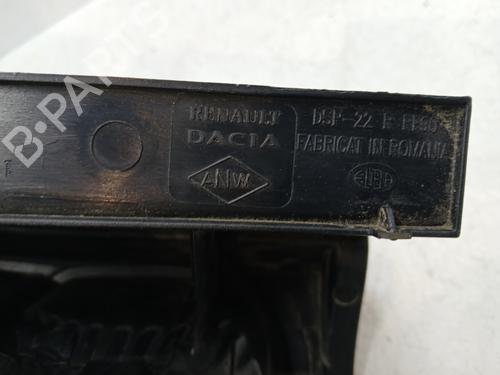 B-Parts
RENAULT
DACIA
ANW
DSP-22
FABRICAT IN ROMANIA